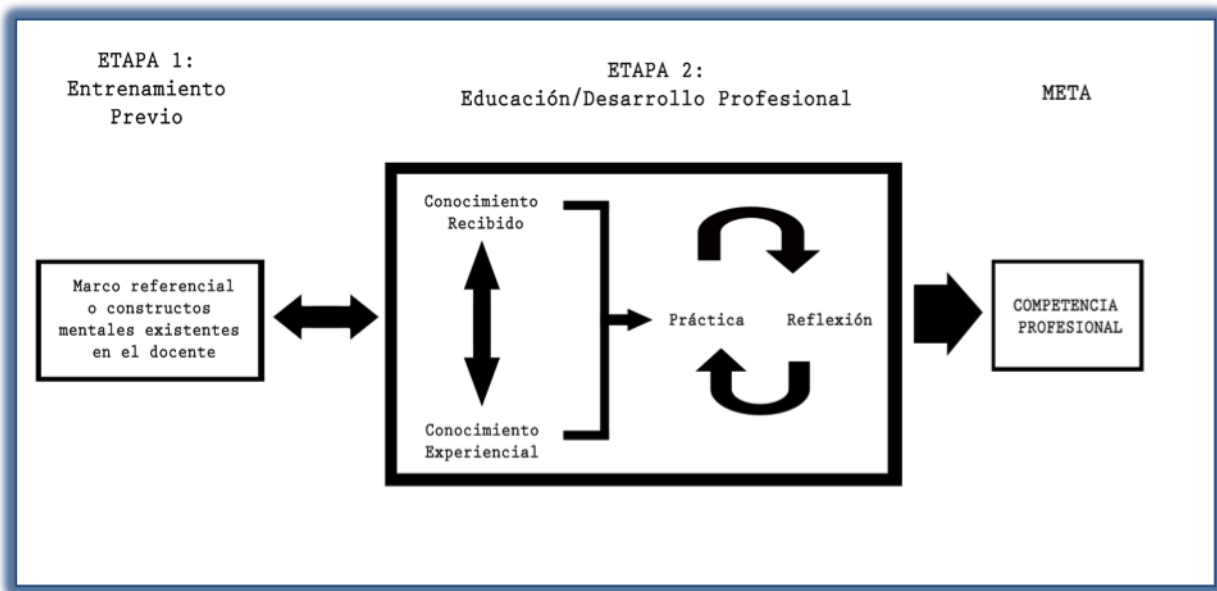 ETAPA 1:
Entrenamiento
Previo
ETAPA 2:
Educación/Desarrollo Profesional
META
Marco referencial
o constructos
mentales existentes
en el docente
Conocimiento
Recibido
Conocimiento
Experiencial
Práctica
Reflexión
COMPETENCIA
PROFESIONAL